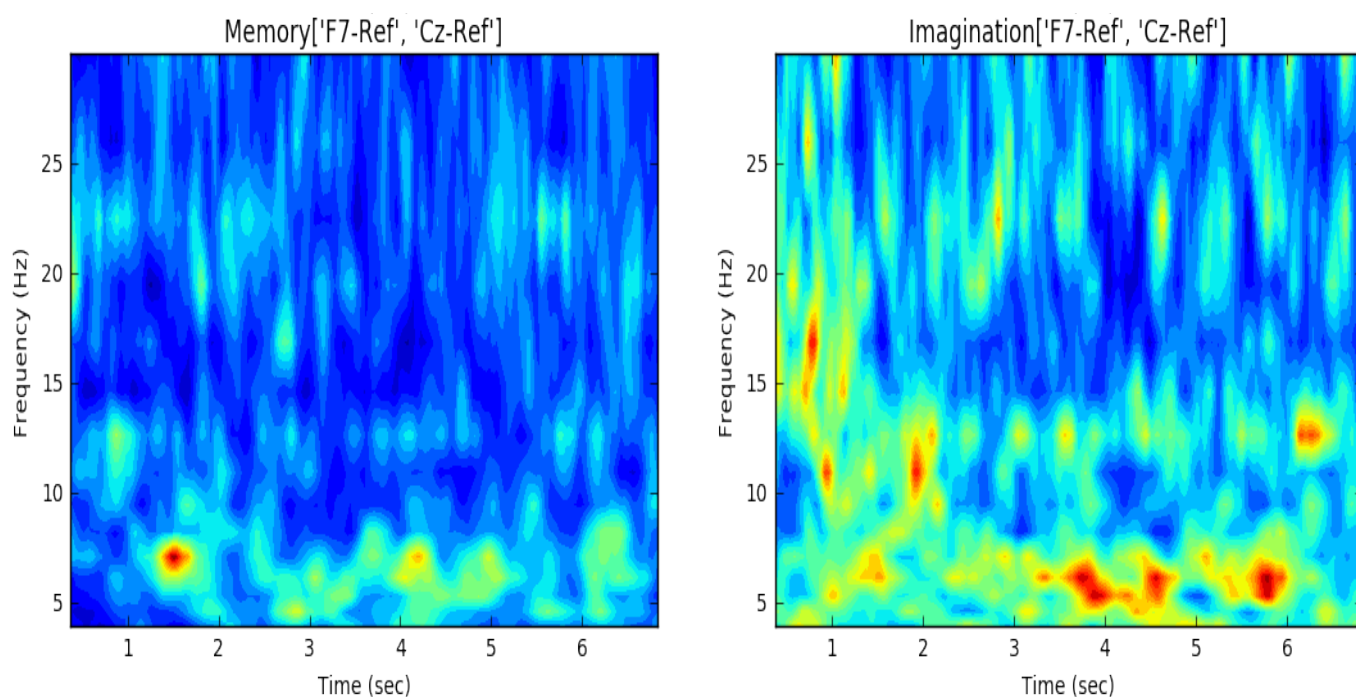 Memory['F7-Ref', 'Cz-Ref']
Frequency (Hz)
25
20
15
10
5
1 2 3 4 5 6
Time (sec)
Imagination['F7-Ref', 'Cz-Ref']
Frequency (Hz)
25
20
15
10
5
1 2 3 4 5 6
Time (sec)